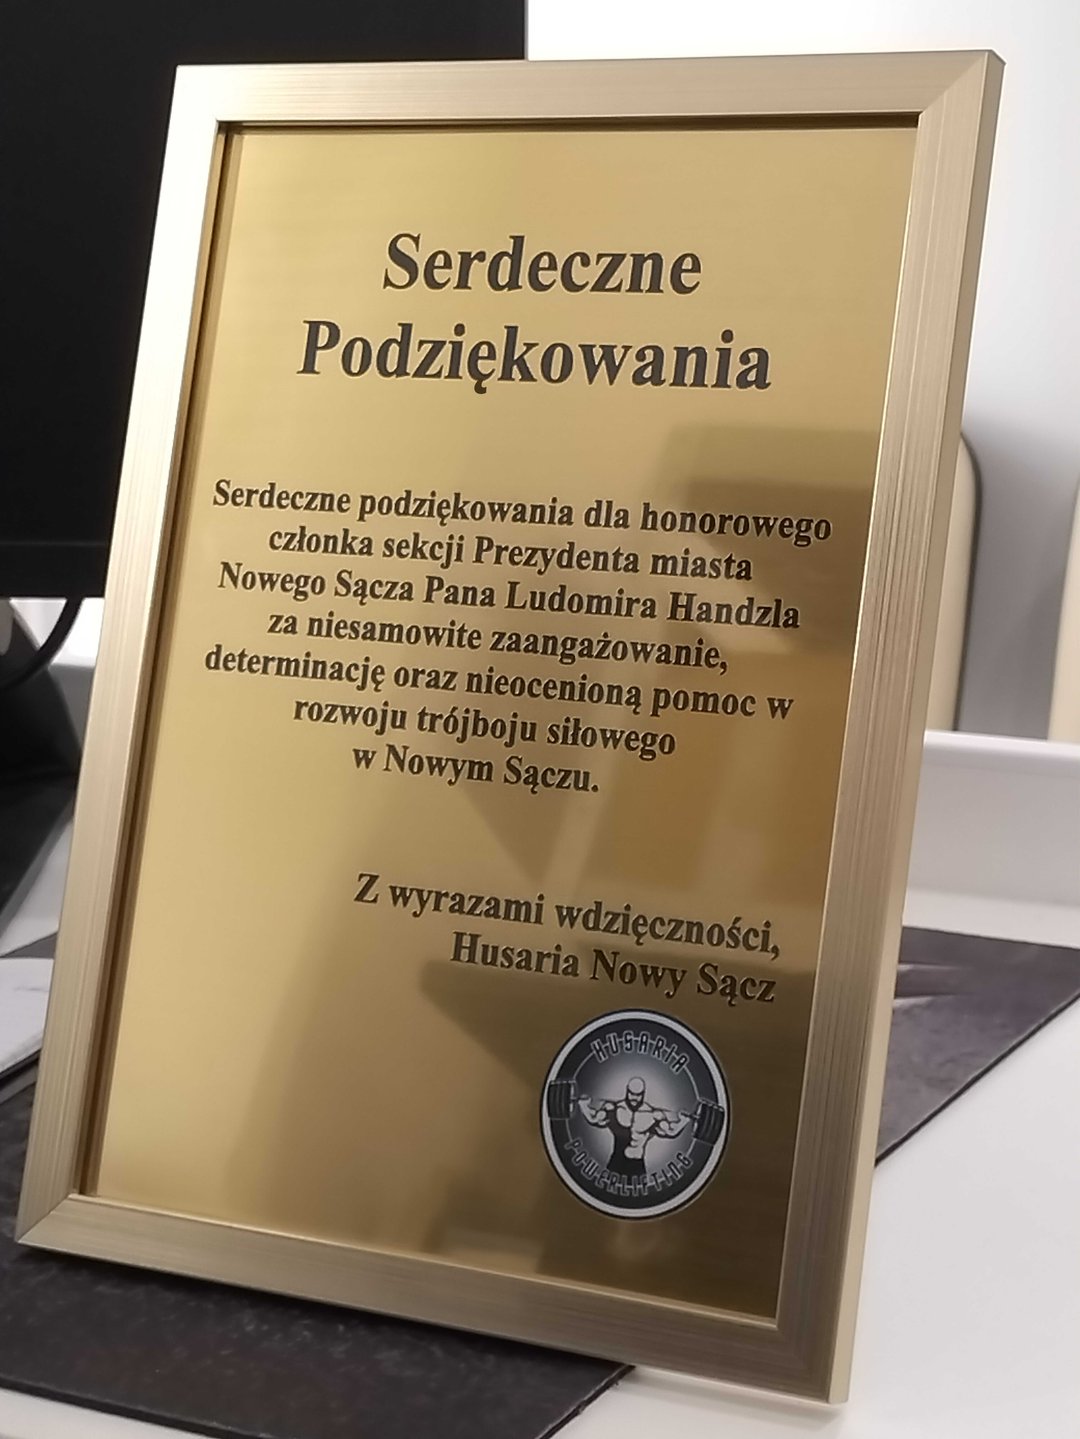 Serdeczne
Podziękowania
Serdeczne podziękowania dla honorowego
członka sekcji Prezydenta miasta
Nowego Sącza Pana Ludomira Handzla
za niesamowite zaangażowanie,
determinację oraz nieocenioną pomoc w
rozwoju trójboju siłowego
w Nowym Sączu.
Z wyrazami wdzięczności,
Husaria Nowy Sącz
HUSARIA
POWERLIFTING